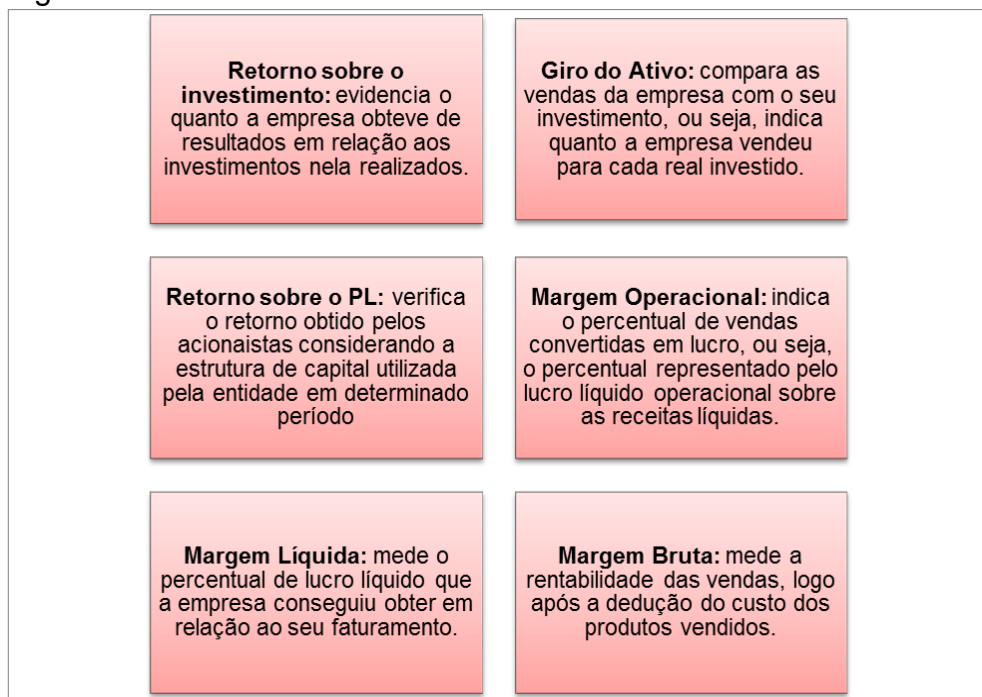 Retorno sobre o
investimento: evidencia o
quanto a empresa obteve de
resultados em relação aos
investimentos nela realizados.
Giro do Ativo: compara as
vendas da empresa com o seu
investimento, ou seja, indica
quanto a empresa vendeu
para cada real investido.
Retorno sobre o PL: verifica
o retorno obtido pelos
acionaistas considerando a
estrutura de capital utilizada
pela entidade em determinado
período
Margem Operacional: indica
o percentual de vendas
convertidas em lucro, ou seja,
o percentual representado pelo
lucro líquido operacional sobre
as receitas líquidas.
Margem Líquida: mede o
percentual de lucro líquido que
a empresa conseguiu obter em
relação ao seu faturamento.
Margem Bruta: mede a
rentabilidade das vendas, logo
após a dedução do custo dos
produtos vendidos.